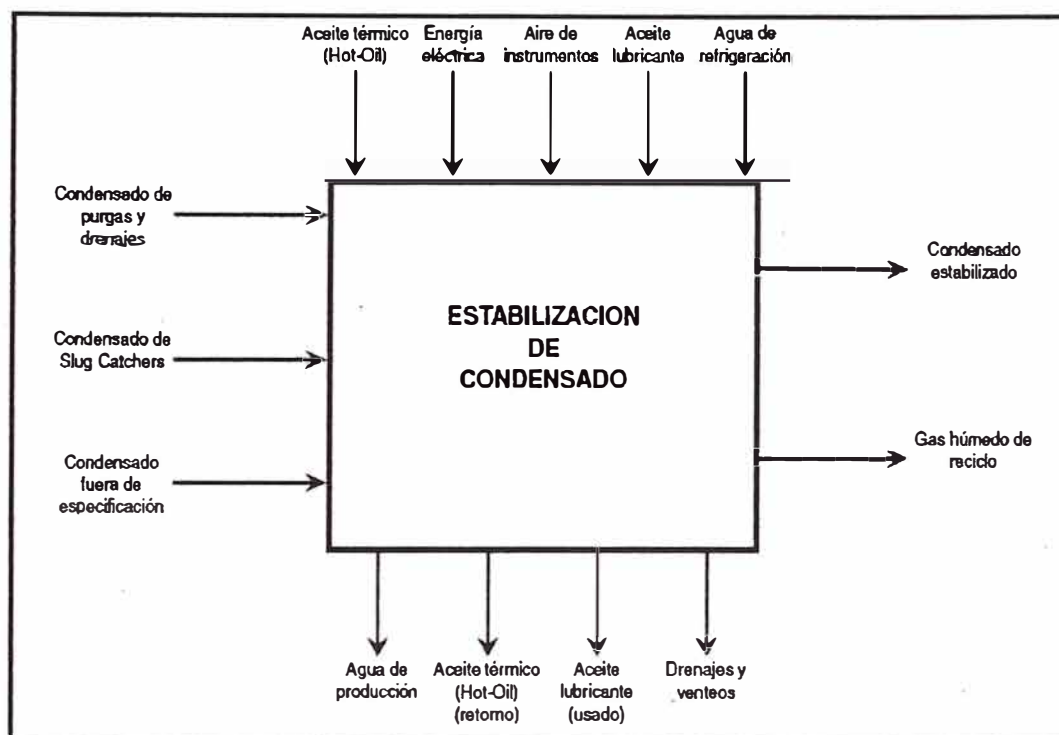 Aceite térmico
(Hot-Oil)
Energía
eléctrica
Aire de
instrumentos
Aceite
lubricante
Agua de
refrigeración
Condensado de
purgas y
drenajes
Condensado de
Slug Catchers
Condensado
fuera de
especificación
ESTABILIZACION
DE
CONDENSADO
Condensado
estabilizado
Gas húmedo de
reciclo
Agua de
producción
Aceite térmico
(Hot-Oil)
(retorno)
Aceite
lubricante
(usado)
Drenajes y
venteos